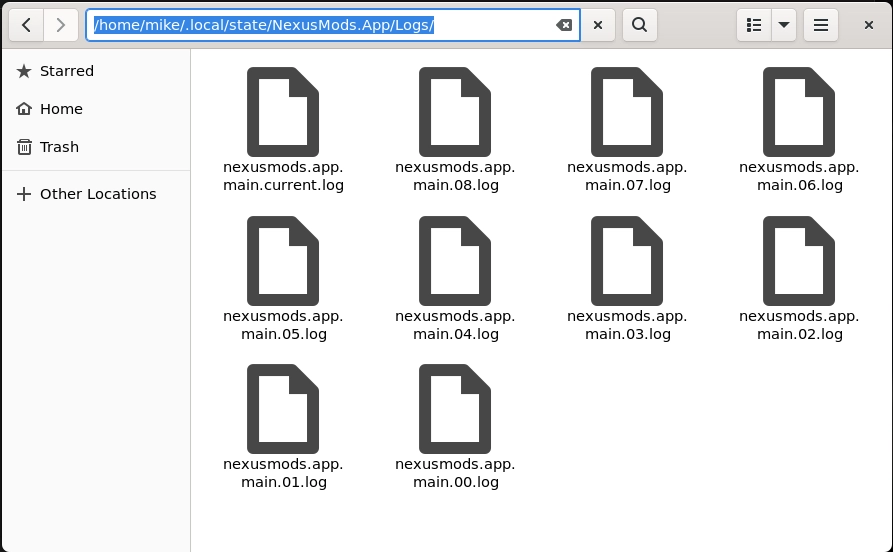 /home/mike/.local/state/NexusMods.App/Logs/
Starred
Home
Trash
Other Locations
nexusmods.app.
main.current.log
nexusmods.app.
main.08.log
nexusmods.app.
main.07.log
nexusmods.app.
main.06.log
nexusmods.app.
main.05.log
nexusmods.app.
main.04.log
nexusmods.app.
main.03.log
nexusmods.app.
main.02.log
nexusmods.app.
main.01.log
nexusmods.app.
main.00.log